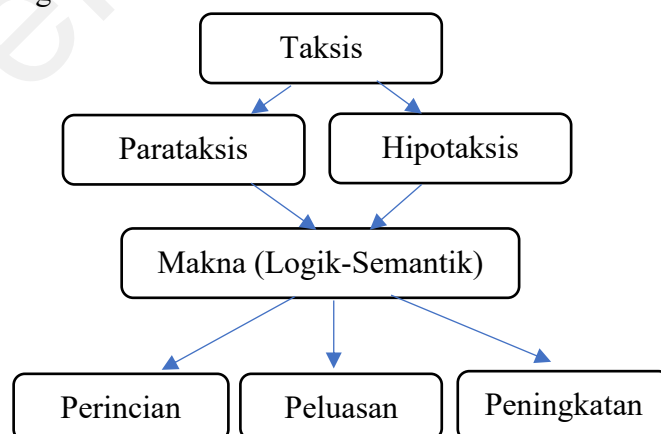 Taksis
Parataksis
Hipotaksis
Makna (Logik-Semantik)
Perincian
Peluasan
Peningkatan